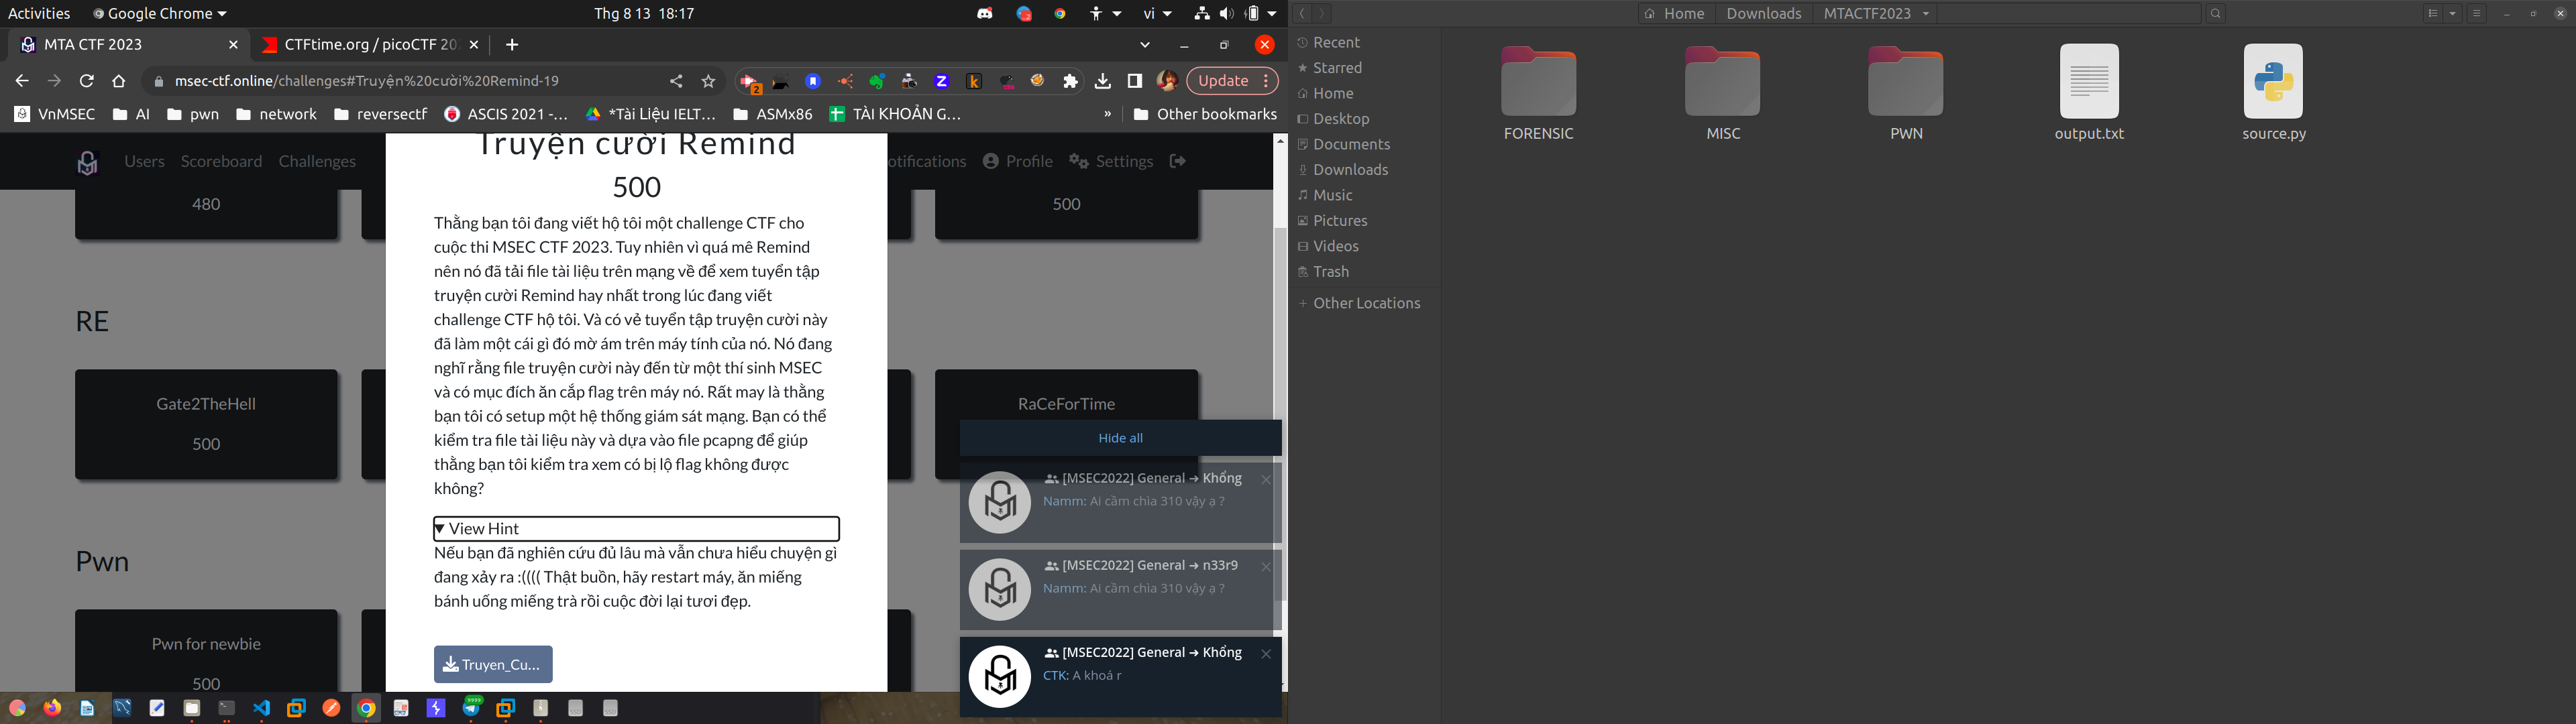 Activities
Google Chrome
Thg 8 13 18:17
vi
MTA CTF 2023
CTFtime.org / picoCTF 202
msec-ctf.online/challenges#Truyện%20cười%20Remind-19
2
Update
VnMSEC
AI
pwn
network
reversectf
ASCIS 2021 -...
*Tài Liệu IELT...
ASMx86
TÀI KHOẢN G...
»
Other bookmarks
Users
Scoreboard
Challenges
otifications
Profile
Settings
Truyện cười Remind
500
480
500
Thằng bạn tôi đang viết hộ tôi một challenge CTF cho
cuộc thi MSEC CTF 2023. Tuy nhiên vì quá mê Remind
nên nó đã tải file tài liệu trên mạng về để xem tuyển tập
truyện cười Remind hay nhất trong lúc đang viết
challenge CTF hộ tôi. Và có vẻ tuyển tập truyện cười này
đã làm một cái gì đó mờ ám trên máy tính của nó. Nó đang
nghĩ rằng file truyện cười này đến từ một thí sinh MSEC
và có mục đích ăn cắp flag trên máy nó. Rất may là thằng
bạn tôi có setup một hệ thống giám sát mạng. Bạn có thể
kiểm tra file tài liệu này và dựa vào file pcapng để giúp
thằng bạn tôi kiểm tra xem có bị lộ flag không được
không?
View Hint
Nếu bạn đã nghiên cứu đủ lâu mà vẫn chưa hiểu chuyện gì
đang xảy ra :(((( Thật buồn, hãy restart máy, ăn miếng
bánh uống miếng trà rồi cuộc đời lại tươi đẹp.
Truyen_Cu...
RE
Gate2TheHell
500
RaCeForTime
Pwn
Pwn for newbie
500
Hide all
[MSEC2022] General → Khổng
Namm: Ai cầm chìa 310 vậy ạ ?
[MSEC2022] General → n33r9
Namm: Ai cầm chìa 310 vậy ạ ?
[MSEC2022] General → Khổng
CTK: A khoá r
Home
Downloads
MTACTF2023
Recent
Starred
Home
Desktop
Documents
Downloads
Music
Pictures
Videos
Trash
Other Locations
FORENSIC
MISC
PWN
output.txt
source.py